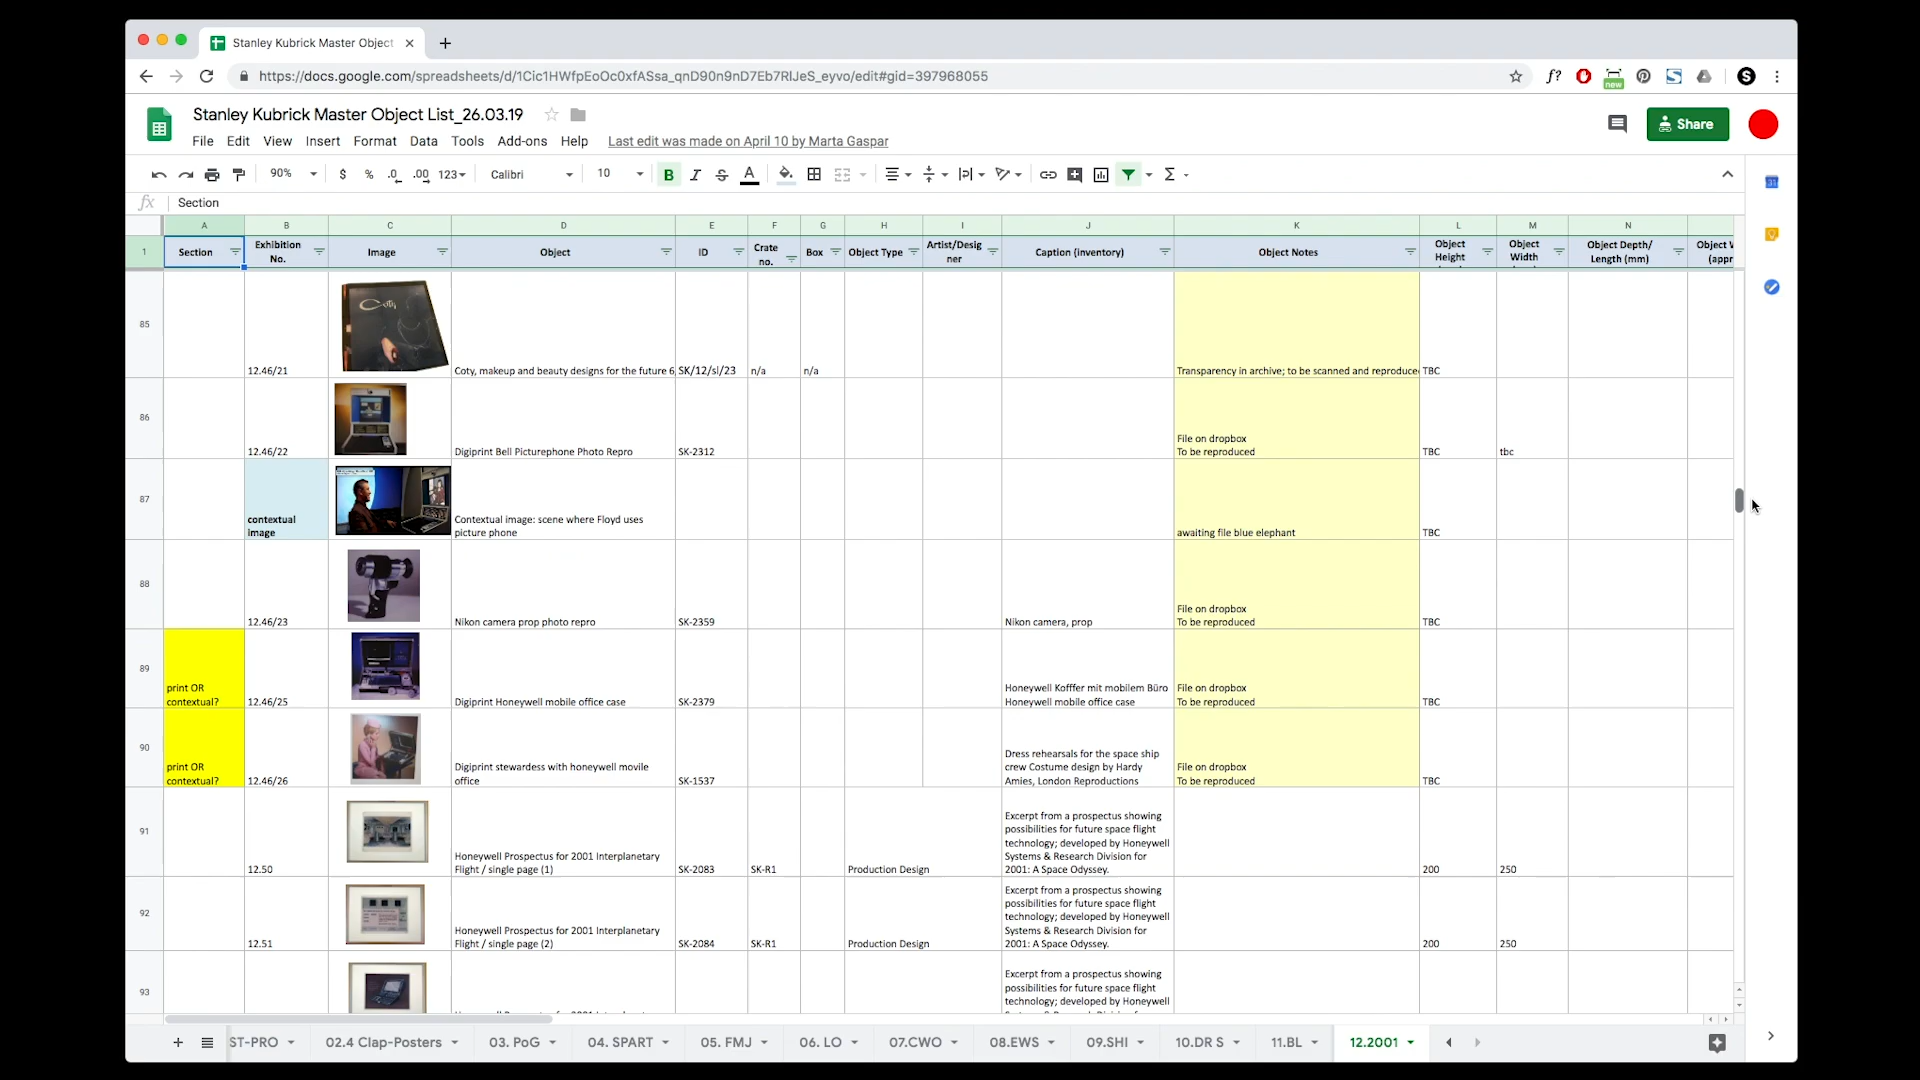 Stanley Kubrick Master Object
https://docs.google.com/spreadsheets/d/1Cic1HWfpEoOc0xfASsa_qnD90n9nD7Eb7RlJeS_eyvo/edit#gid=397968055
f?
new
S
Stanley Kubrick Master Object List_26.03.19
Share
File Edit View Insert Format Data Tools Add-ons Help Last edit was made on April 10 by Marta Gaspar
90% $ % .0 .00 123 Calibri 10 B I S A Σ
fx Section
A B C D E F G H I J K L M N
1 Section Exhibition No. Image Object ID Crate no. Box Object Type Artist/Desig ner Caption (inventory) Object Notes Object Height Object Width Object Depth/ Length (mm) Object W (appr
Coty
85 12.46/21 Coty, makeup and beauty designs for the future 6 SK/12/sl/23 n/a n/a Transparency in archive; to be scanned and reproduce TBC
86 12.46/22 Digiprint Bell Picturephone Photo Repro SK-2312 File on dropbox
To be reproduced TBC tbc
87 contextual image Contextual image: scene where Floyd uses
picture phone awaiting file blue elephant TBC
88 12.46/23 Nikon camera prop photo repro SK-2359 Nikon camera, prop File on dropbox
To be reproduced TBC
89 print OR contextual? 12.46/25 Digiprint Honeywell mobile office case SK-2379 Honeywell Kofffer mit mobilem Büro
Honeywell mobile office case File on dropbox
To be reproduced TBC
90 print OR contextual? 12.46/26 Digiprint stewardess with honeywell movile
office SK-1537 Dress rehearsals for the space ship
crew Costume design by Hardy
Amies, London Reproductions File on dropbox
To be reproduced TBC
91 12.50 Honeywell Prospectus for 2001 Interplanetary
Flight / single page (1) SK-2083 SK-R1 Production Design Excerpt from a prospectus showing
possibilities for future space flight
technology; developed by Honeywell
Systems & Research Division for
2001: A Space Odyssey. 200 250
92 12.51 Honeywell Prospectus for 2001 Interplanetary
Flight / single page (2) SK-2084 SK-R1 Production Design Excerpt from a prospectus showing
possibilities for future space flight
technology; developed by Honeywell
Systems & Research Division for
2001: A Space Odyssey. 200 250
93 Excerpt from a prospectus showing
possibilities for future space flight
technology; developed by Honeywell
ST-PRO 02.4 Clap-Posters 03. PoG 04. SPART 05. FMJ 06. LO 07.CWO 08.EWS 09.SHI 10.DR S 11.BL 12.2001